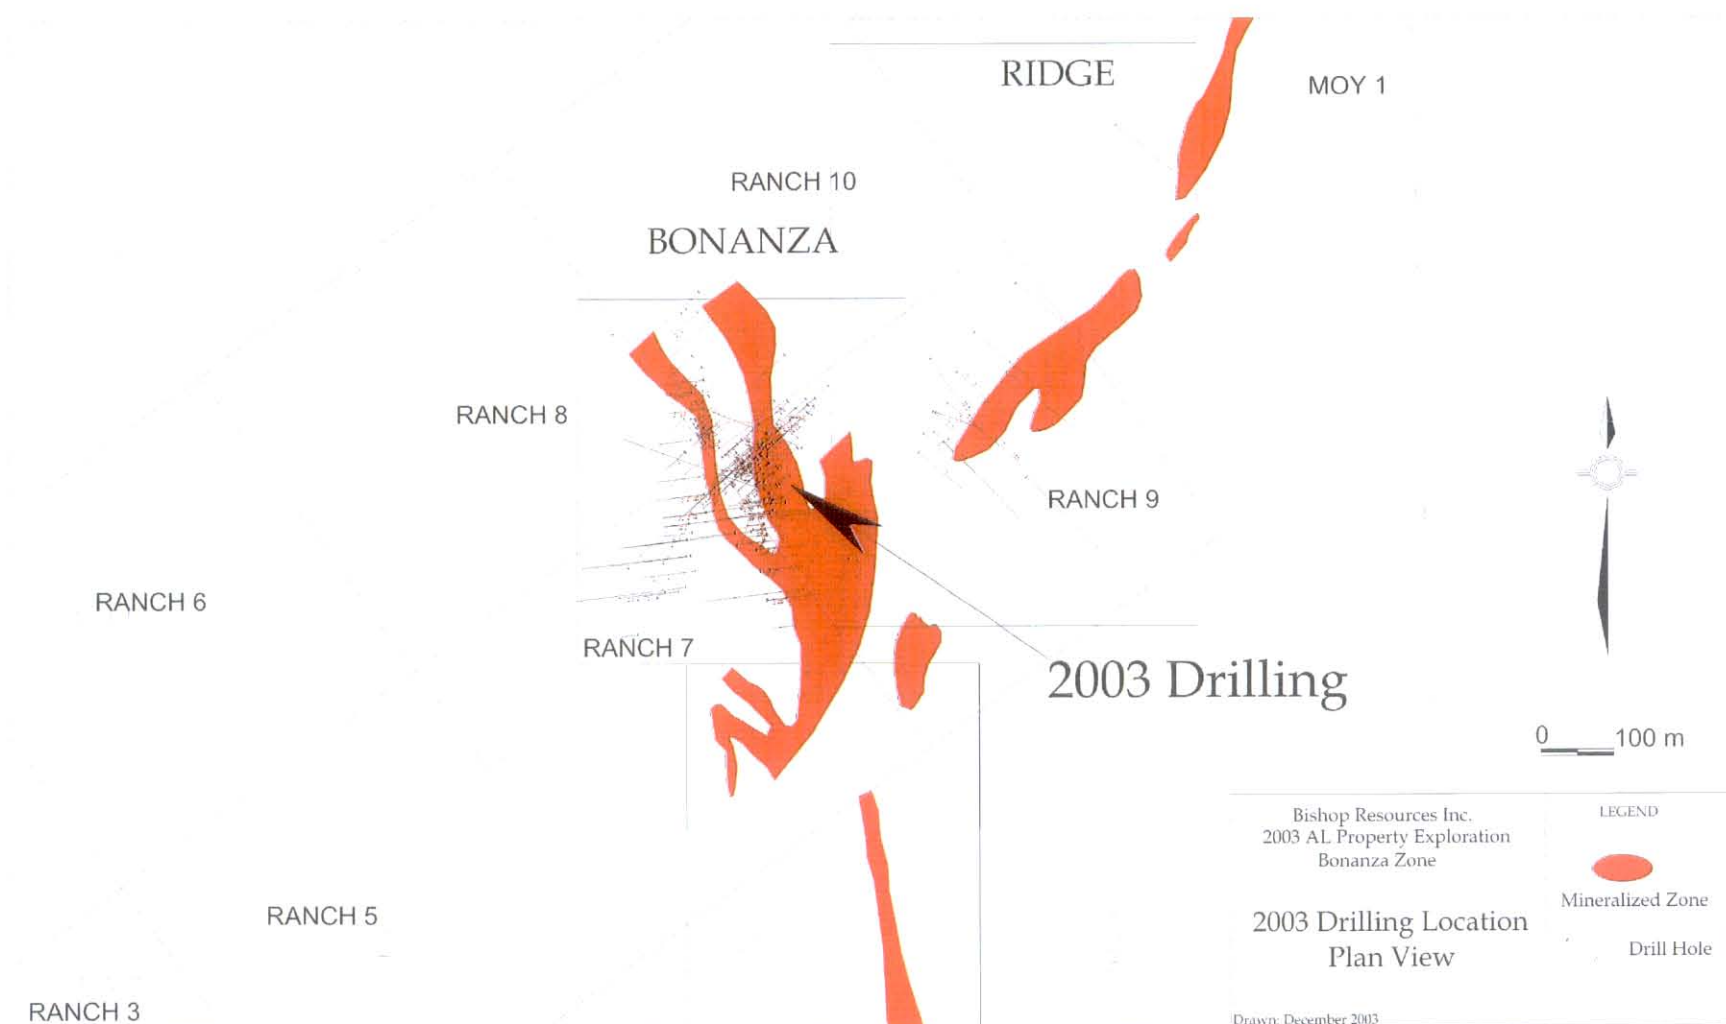 RIDGE
MOY 1
RANCH 10
BONANZA
RANCH 8
RANCH 9
RANCH 6
RANCH 7
2003 Drilling
0 100 m
Bishop Resources Inc.
2003 AL Property Exploration
Bonanza Zone
LEGEND
Mineralized Zone
2003 Drilling Location
Plan View
Drill Hole
RANCH 5
RANCH 3
Drawn: December 2003